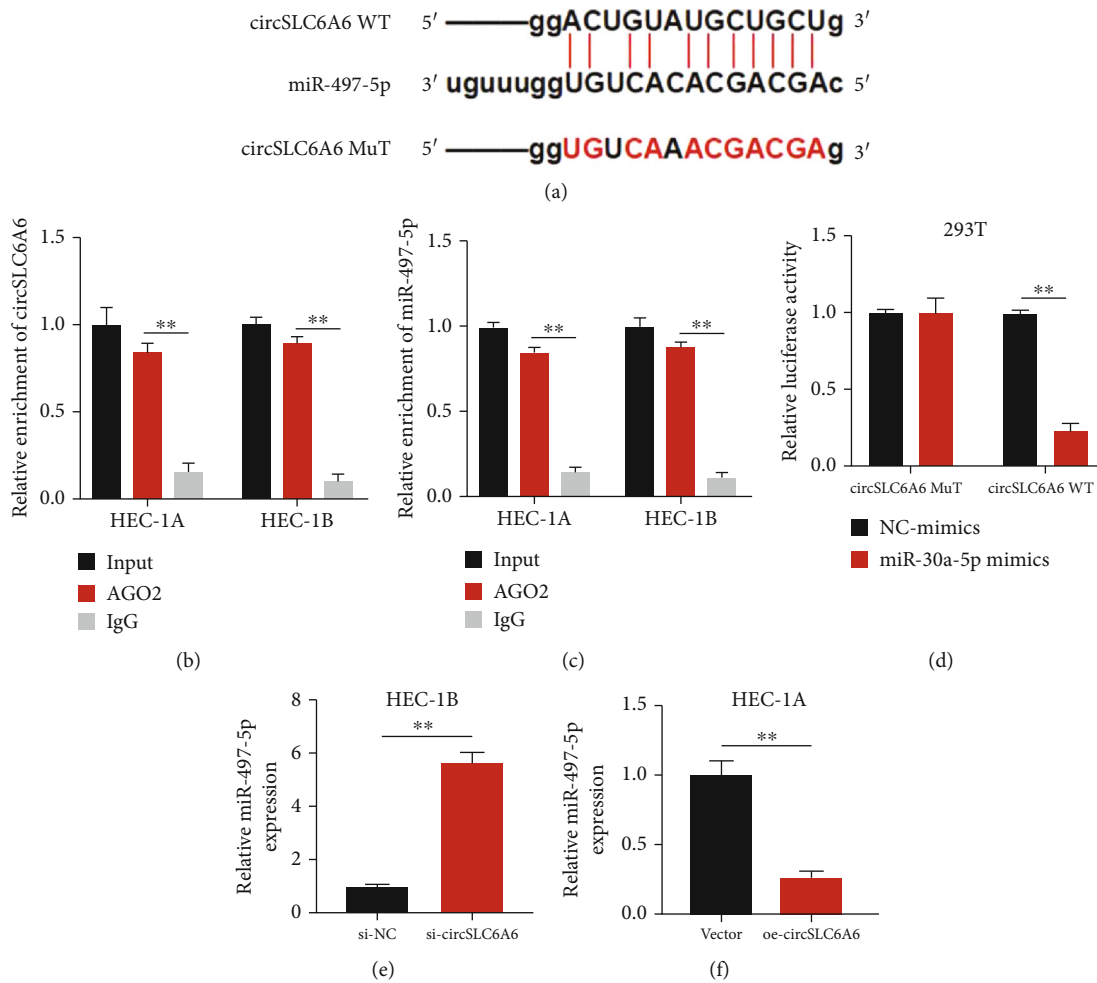 circSLC6A6 WT 5′ ggACUGUAUGCUGCUg 3′
miR-497-5p 3′ uguuuggUGUCACACGACGAc 5′
circSLC6A6 MuT 5′ ggUGUCAAACGACGAg 3′
(a)
Relative enrichment of circSLC6A6
1.5
1.0
0.5
0.0
** **
HEC-1A HEC-1B
Input
AGO2
IgG
(b)
Relative enrichment of miR-497-5p
1.5
1.0
0.5
0.0
** **
HEC-1A HEC-1B
Input
AGO2
IgG
(c)
293T
Relative luciferase activity
1.5
1.0
0.5
0.0
**
circSLC6A6 MuT circSLC6A6 WT
NC-mimics
miR-30a-5p mimics
(d)
HEC-1B
Relative miR-497-5p
expression
8
6
4
2
0
**
si-NC si-circSLC6A6
(e)
HEC-1A
Relative miR-497-5p
expression
1.5
1.0
0.5
0.0
**
Vector oe-circSLC6A6
(f)